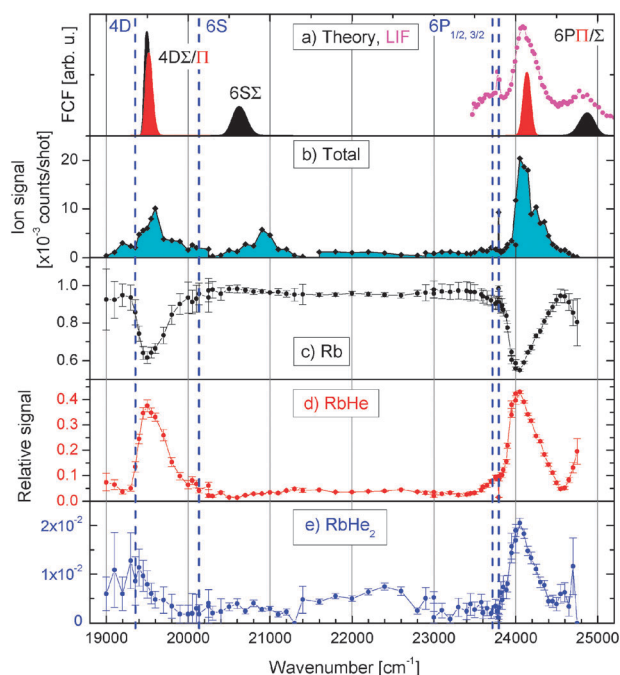 4D
6S
6P1/2, 3/2
a) Theory, LIF
4DΣ/Π
6SΣ
6PΠ/Σ
FCF [arb. u.]
b) Total
Ion signal
[x10-3 counts/shot]
20
10
0
c) Rb
1.0
0.8
0.6
d) RbHe
Relative signal
0.4
0.3
0.2
0.1
0.0
e) RbHe2
2x10-2
1x10-2
0
19000 20000 21000 22000 23000 24000 25000
Wavenumber [cm-1]